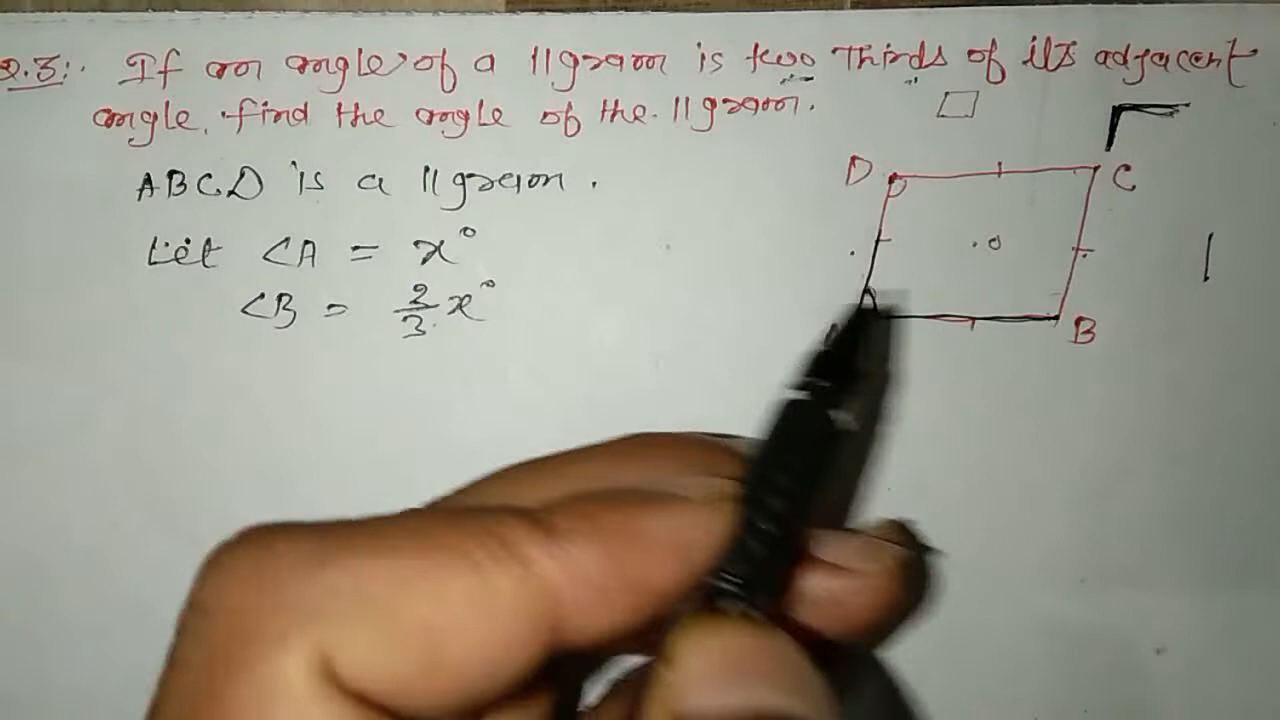 Q.3:. If an angle of a ||gram is two Thirds of its adjacent
angle, find the angle of the ||gram.
ABCD is a ||gram.
Let ∠A = x°
∠B = 2/3 x°
D
C
O
B